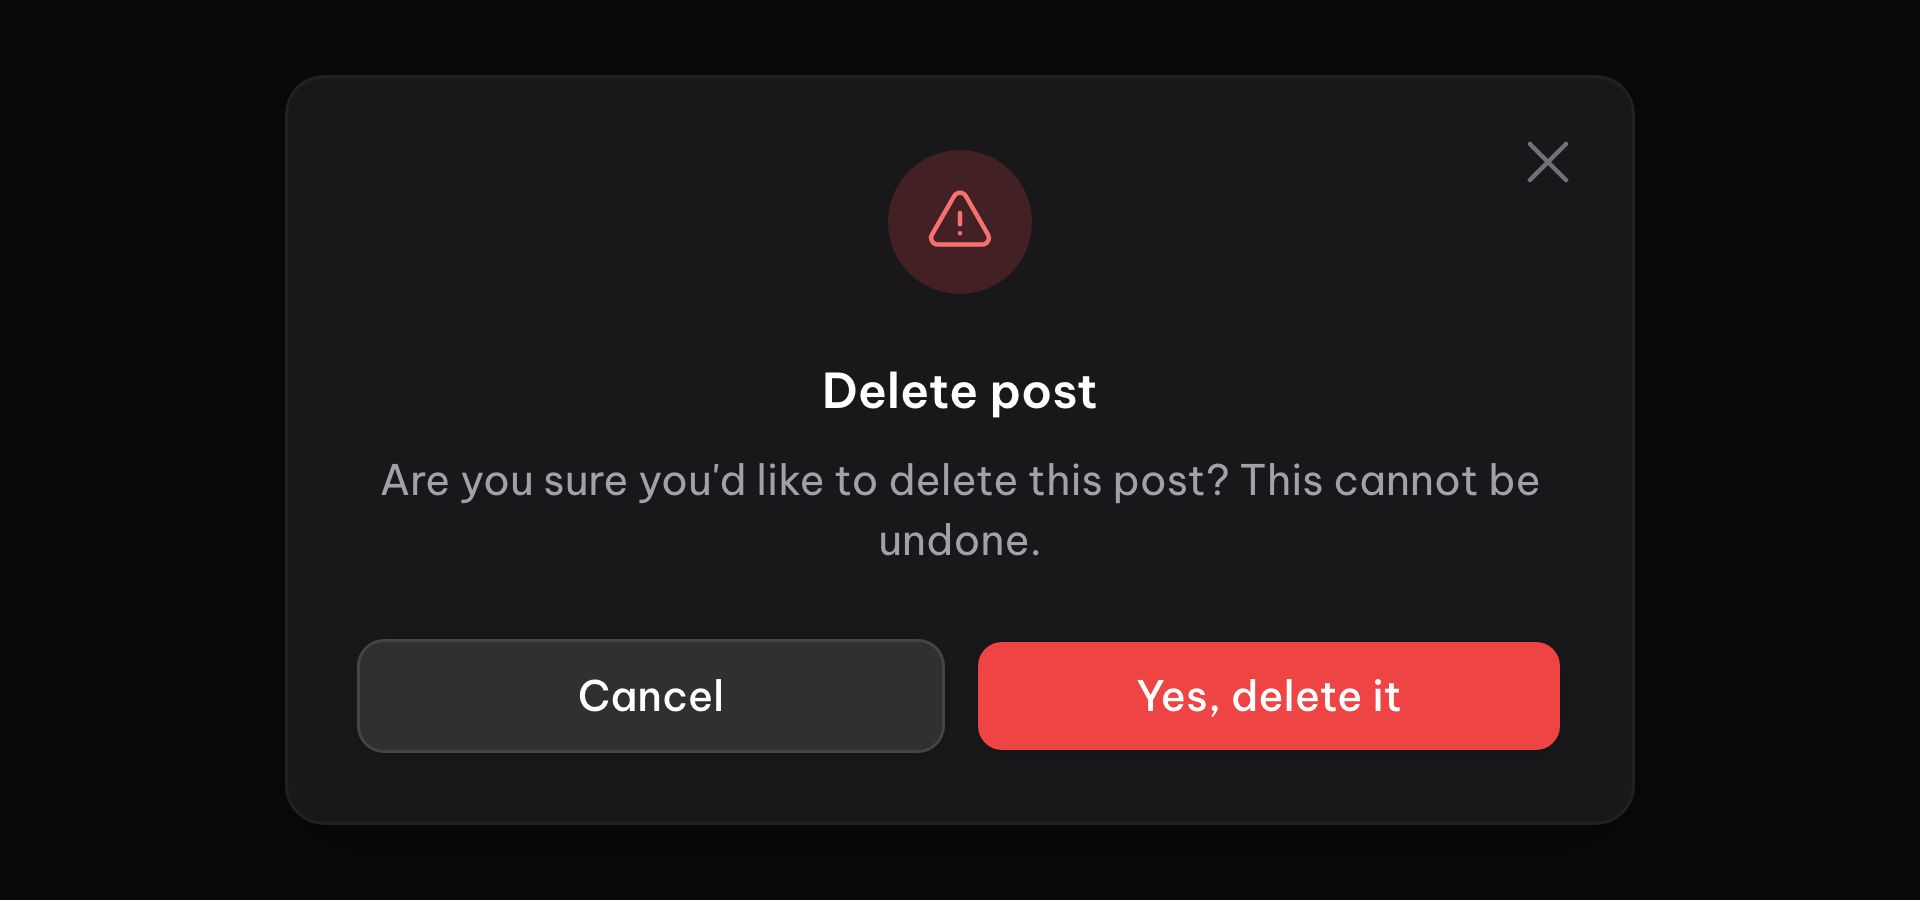 Delete post
Are you sure you'd like to delete this post? This cannot be
undone.
Cancel
Yes, delete it